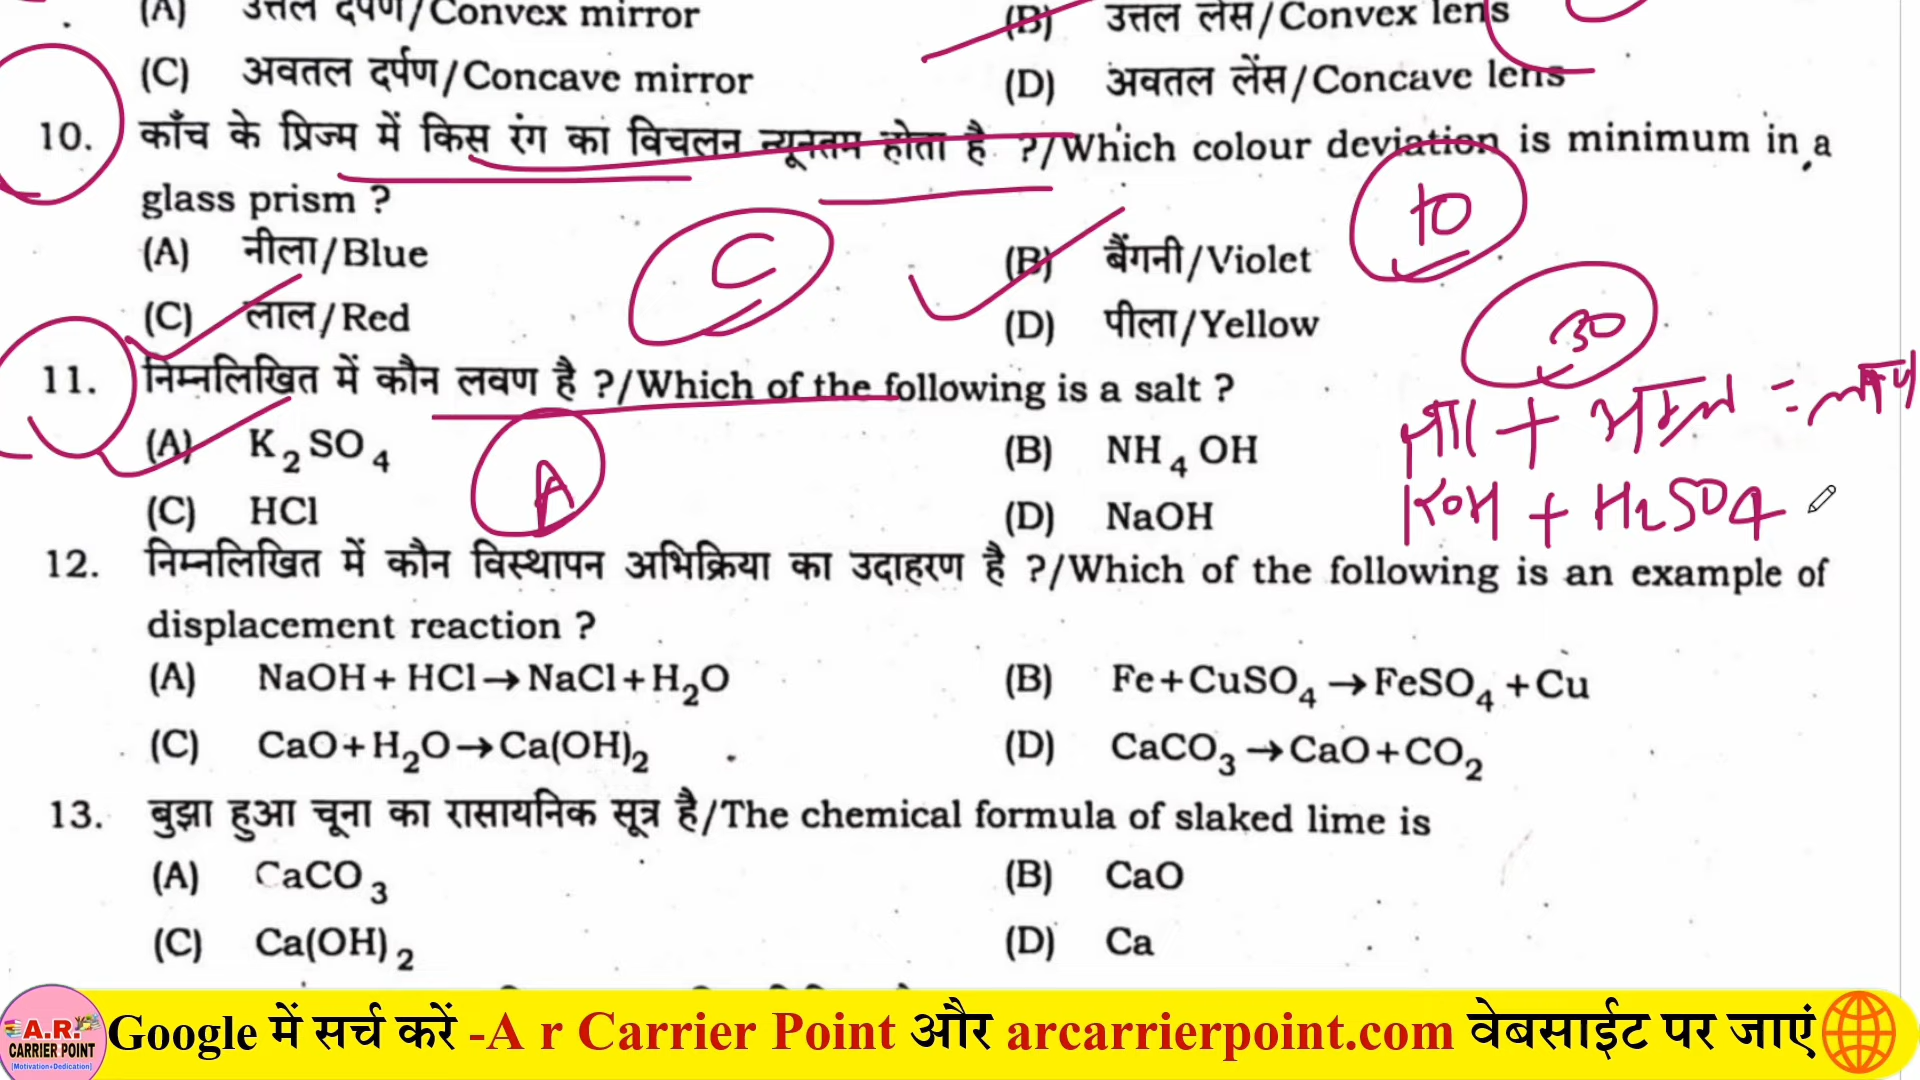 (A) उत्तल दर्पण/Convex mirror (B) उत्तल लेंस/Convex lens
(C) अवतल दर्पण/Concave mirror (D) अवतल लेंस/Concave lens
10. काँच के प्रिज्म में किस रंग का विचलन न्यूनतम होता है ?/Which colour deviation is minimum in a
glass prism ?
10
(A) नीला/Blue (B) बैंगनी/Violet
C
(C) लाल/Red (D) पीला/Yellow
30
11. निम्नलिखित में कौन लवण है ?/Which of the following is a salt ?
+ अम्ल = लवण
(A) K2SO4 (B) NH4OH
A
KOH + H2SO4
(C) HCl (D) NaOH
12. निम्नलिखित में कौन विस्थापन अभिक्रिया का उदाहरण है ?/Which of the following is an example of
displacement reaction ?
(A) NaOH+HCl→NaCl+H2O (B) Fe+CuSO4→FeSO4+Cu
(C) CaO+H2O→Ca(OH)2 (D) CaCO3→CaO+CO2
13. बुझा हुआ चूना का रासायनिक सूत्र है/The chemical formula of slaked lime is
(A) CaCO3 (B) CaO
(C) Ca(OH)2 (D) Ca
A.R. CARRIER POINT
[Motivation+Dedication]
Google में सर्च करें -A r Carrier Point और arcarrierpoint.com वेबसाईट पर जाएं